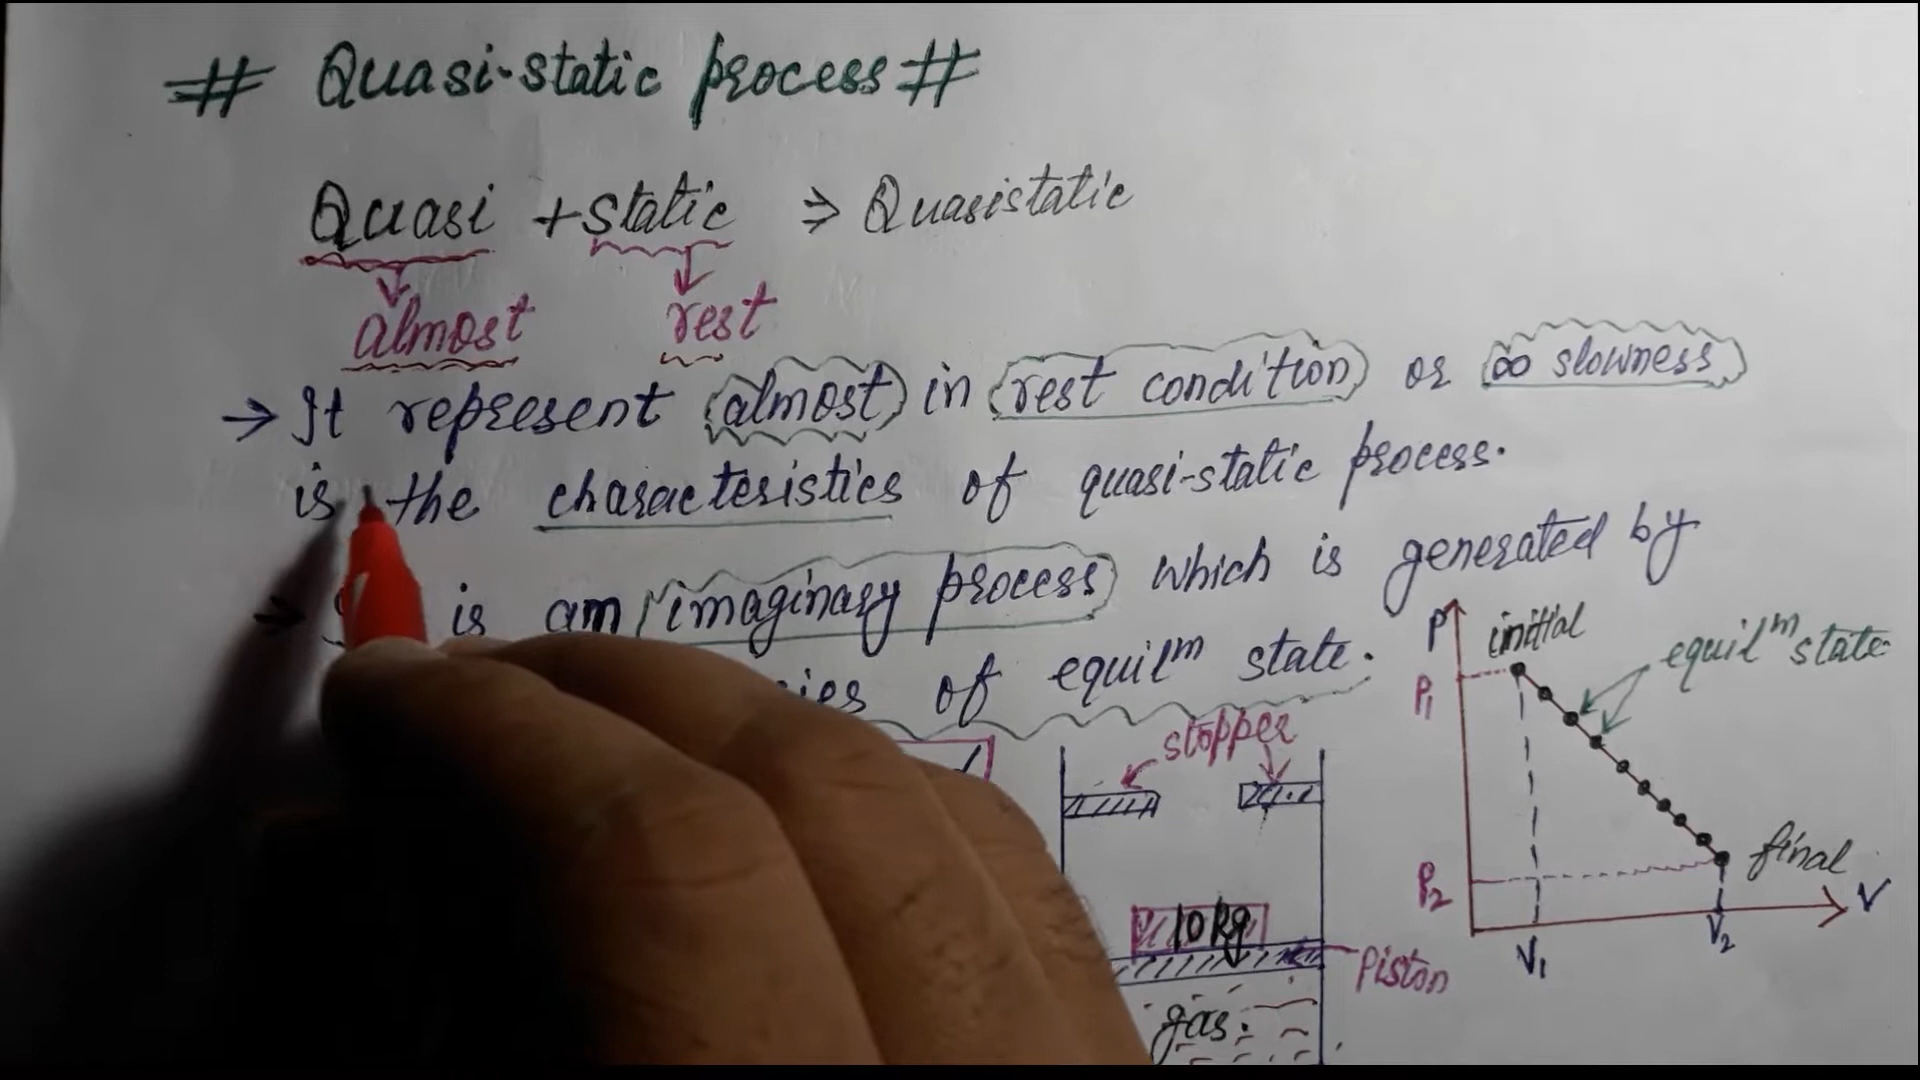 # Quasi-static process #
Quasi + static ⇒ Quasistatic
almost rest
→ It represent almost in rest condition or ∞ slowness
is the characteristics of quasi-static process.
→ is an imaginary process which is generated by
of equilᵐ state.
stopper
10 kg
Piston
gas.
P
initial
equilᵐ state
P₁
P₂
final
V
V₁
V₂